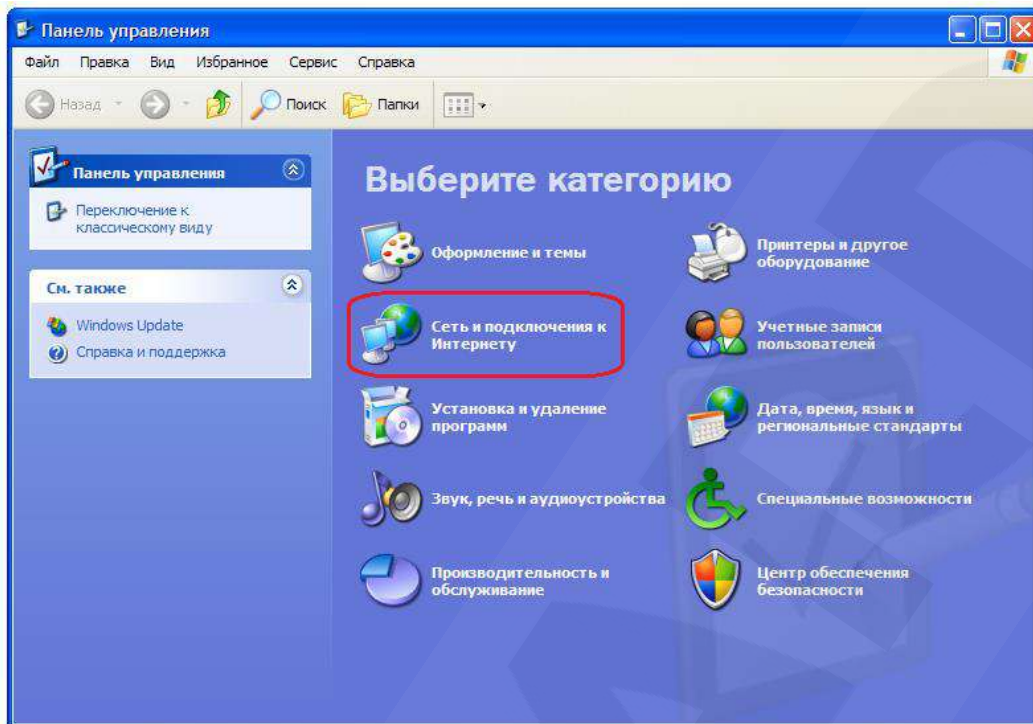 Панель управления
Файл Правка Вид Избранное Сервис Справка
Назад Поиск Папки
Панель управления
Переключение к
классическому виду
См. также
Windows Update
Справка и поддержка
Выберите категорию
Оформление и темы
Принтеры и другое
оборудование
Сеть и подключения к
Интернету
Учетные записи
пользователей
Установка и удаление
программ
Дата, время, язык и
региональные стандарты
Звук, речь и аудиоустройства
Специальные возможности
Производительность и
обслуживание
Центр обеспечения
безопасности